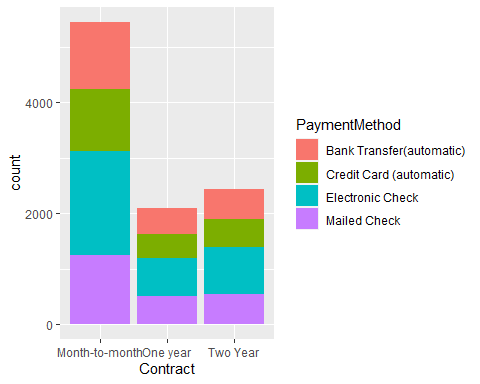 count
4000
2000
0
Month-to-month One year Two Year
Contract
PaymentMethod
Bank Transfer(automatic)
Credit Card (automatic)
Electronic Check
Mailed Check